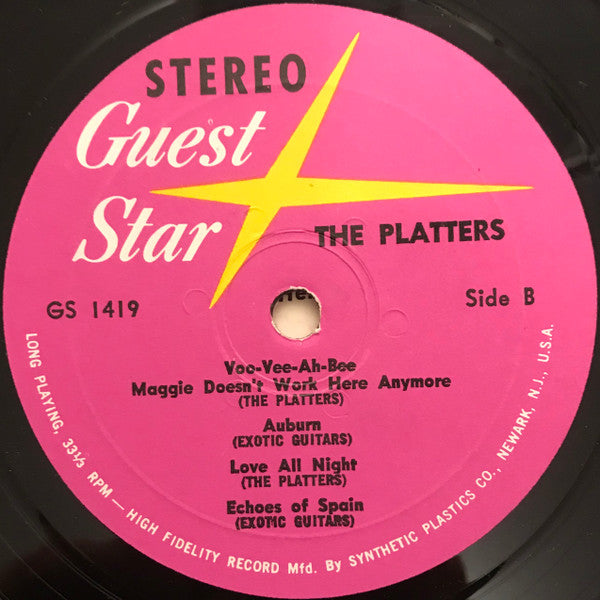 STEREO
Guest
Star
THE PLATTERS
GS 1419
Side B
Voo-Vee-Ah-Bee
Maggie Doesn't Work Here Anymore
(THE PLATTERS)
Auburn
(EXOTIC GUITARS)
Love All Night
(THE PLATTERS)
Echoes of Spain
(EXOTIC GUITARS)
LONG PLAYING, 33⅓ RPM — HIGH FIDELITY RECORD Mfd. By SYNTHETIC PLASTICS CO., NEWARK, N.J., U.S.A.